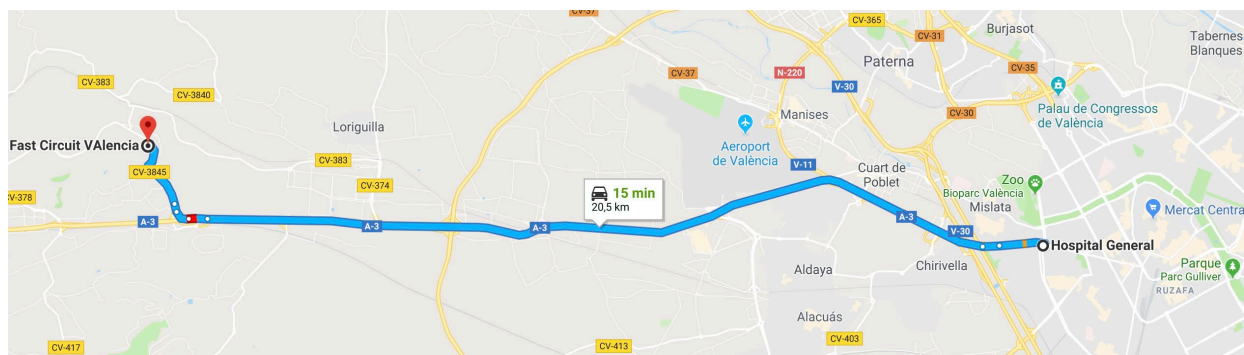 CV-37
CV-365
Burjasot
CV-31
Tabernes
Blanques
CV-383
CV-3840
CV-37
N-220
Paterna
CV-35
V-30
Palau de Congressos
de València
CV-30
Loriguilla
Manises
Fast Circuit VAlencia
Aeroport
de València
CV-383
V-11
Cuart de
Poblet
CV-3845
CV-374
Zoo
Bioparc València
15 min
20,5 km
CV-378
Mislata
Mercat Centra
A-3
A-3
A-3
A-3
V-30
Hospital General
Aldaya
Chirivella
Parque
Parc Gulliver
RUZAFA
Alacuás
CV-417
CV-413
CV-403